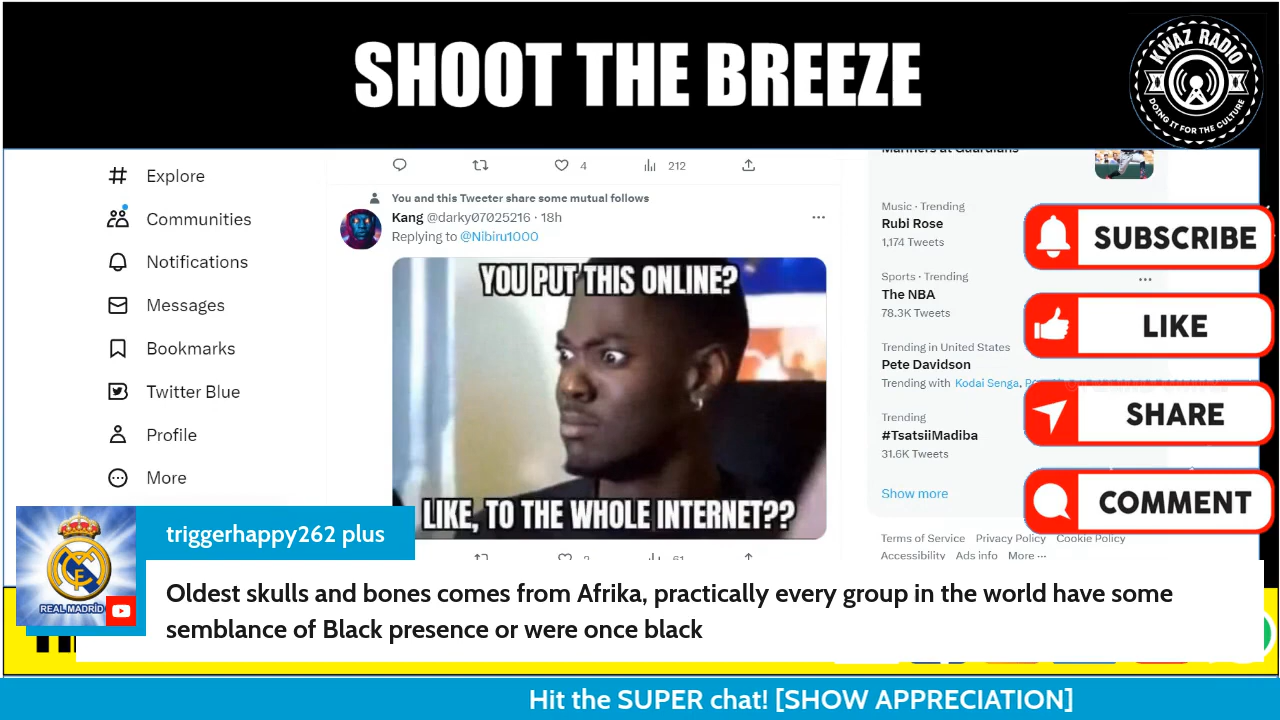 SHOOT THE BREEZE
KWAZ RADIO
DOING IT FOR THE CULTURE
Explore
Communities
Notifications
Messages
Bookmarks
Twitter Blue
Profile
More
4
212
You and this Tweeter share some mutual follows
Kang @darky07025216 · 18h
Replying to @Nibiru1000
YOU PUT THIS ONLINE?
LIKE, TO THE WHOLE INTERNET??
2
61
Mariners at Guardians
Music · Trending
Rubi Rose
1,174 Tweets
Sports · Trending
The NBA
78.3K Tweets
Trending in United States
Pete Davidson
Trending with Kodai Senga,
Trending
#TsatsiiMadiba
31.6K Tweets
Show more
Terms of Service Privacy Policy Cookie Policy
Accessibility Ads info More ...
SUBSCRIBE
LIKE
SHARE
COMMENT
REAL MADRID
triggerhappy262 plus
Oldest skulls and bones comes from Afrika, practically every group in the world have some
semblance of Black presence or were once black
Hit the SUPER chat! [SHOW APPRECIATION]